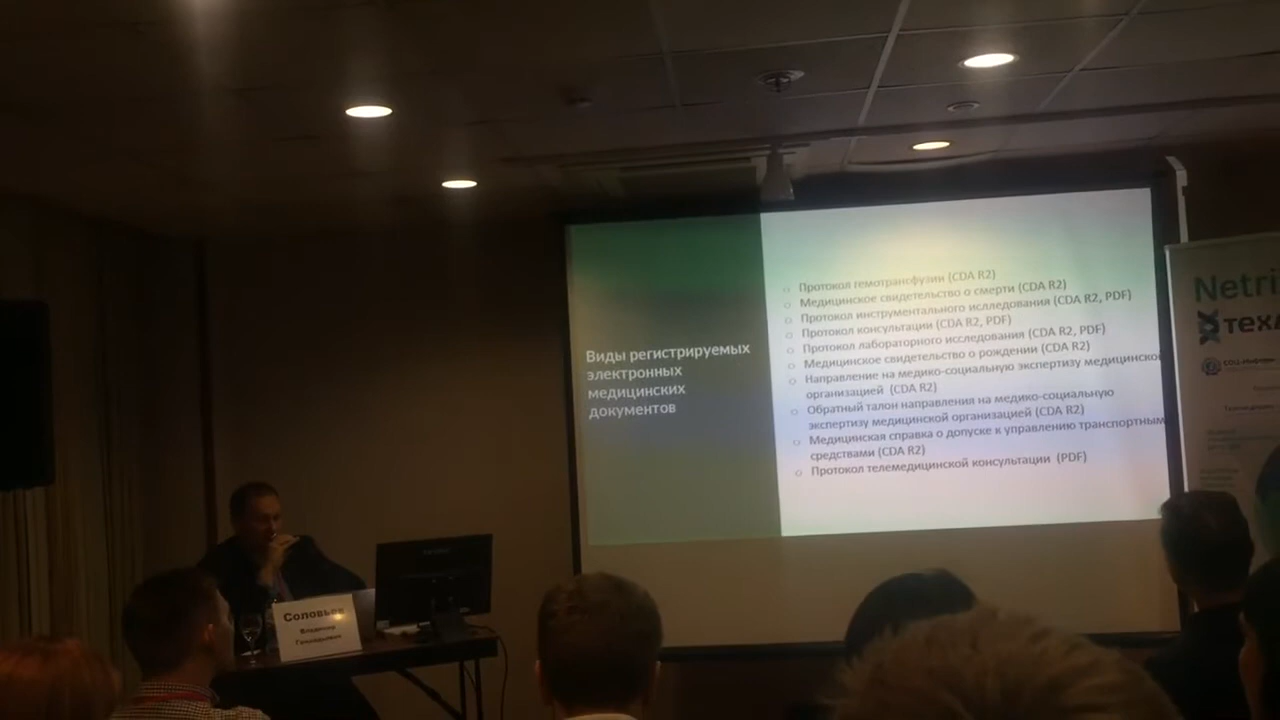 Виды регистрируемых
электронных
медицинских
документов
o Протокол гемотрансфузии (CDA R2)
o Медицинское свидетельство о смерти (CDA R2)
o Протокол инструментального ислледования (CDA R2, PDF)
o Протокол консультации (CDA R2, PDF)
o Протокол лабораторного исследования (CDA R2, PDF)
o Медицинское свидетельство о рождении (CDA R2)
o Направление на медико-социальную экспертизу медицинской
организацией (CDA R2)
o Обратный талон направления на медико-социальную
экспертизу медицинской организацией (CDA R2)
o Медицинская справка о допуске к управлению транспортным
средствами (CDA R2)
o Протокол телемедицинской консультации (PDF)
Netri
теха
Соловьев
Владимир